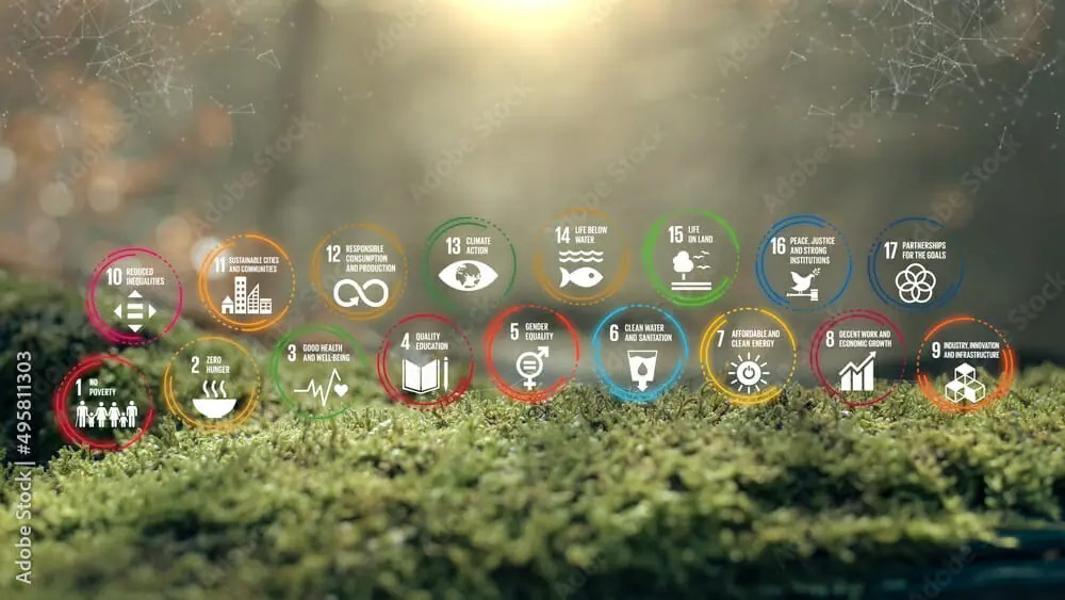 10 REDUCED
INEQUALITIES
11 SUSTAINABLE CITIES
AND COMMUNITIES
12 RESPONSIBLE
CONSUMPTION
AND PRODUCTION
13 CLIMATE
ACTION
14 LIFE BELOW
WATER
15 LIFE
ON LAND
16 PEACE, JUSTICE
AND STRONG
INSTITUTIONS
17 PARTNERSHIPS
FOR THE GOALS
1 NO
POVERTY
2 ZERO
HUNGER
3 GOOD HEALTH
AND WELL-BEING
4 QUALITY
EDUCATION
5 GENDER
EQUALITY
6 CLEAN WATER
AND SANITATION
7 AFFORDABLE AND
CLEAN ENERGY
8 DECENT WORK AND
ECONOMIC GROWTH
9 INDUSTRY, INNOVATION
AND INFRASTRUCTURE
Adobe Stock | #495811303